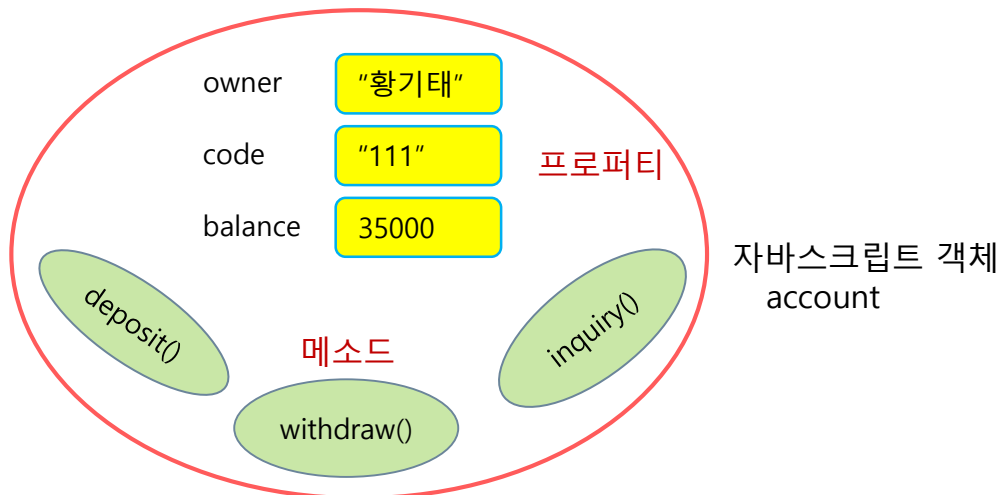 owner "황기태"
code "111"
프로퍼티
balance 35000
자바스크립트 객체
account
deposit()
inquiry()
메소드
withdraw()